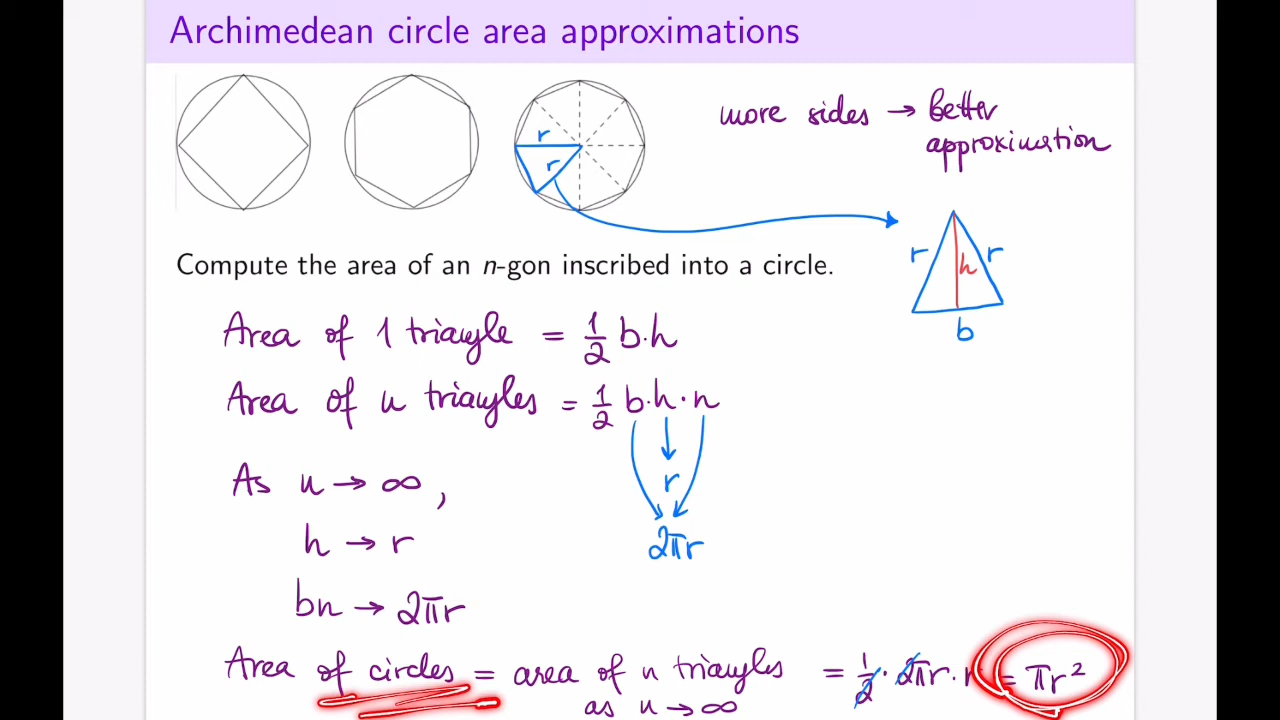 Archimedean circle area approximations
more sides → better
approximation
r
r
r h r
b
Compute the area of an n-gon inscribed into a circle.
Area of 1 triangle = 1/2 b·h
Area of n triangles = 1/2 b·h·n
As n → ∞,
r
h → r
2πr
bn → 2πr
Area of circles = area of n triangles = 1/2 · 2πr · r = πr²
as n → ∞